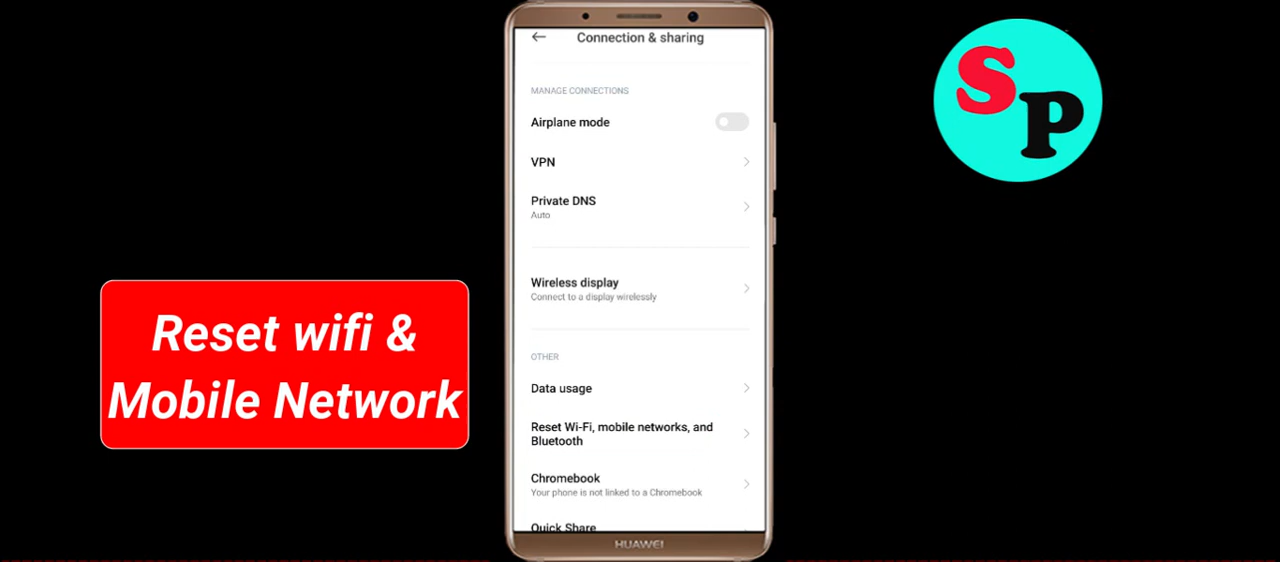 Connection & sharing
MANAGE CONNECTIONS
Airplane mode
VPN
Private DNS
Auto
Wireless display
Connect to a display wirelessly
OTHER
Data usage
Reset Wi-Fi, mobile networks, and
Bluetooth
Chromebook
Your phone is not linked to a Chromebook
Quick Share
HUAWEI
Reset wifi &
Mobile Network
SP